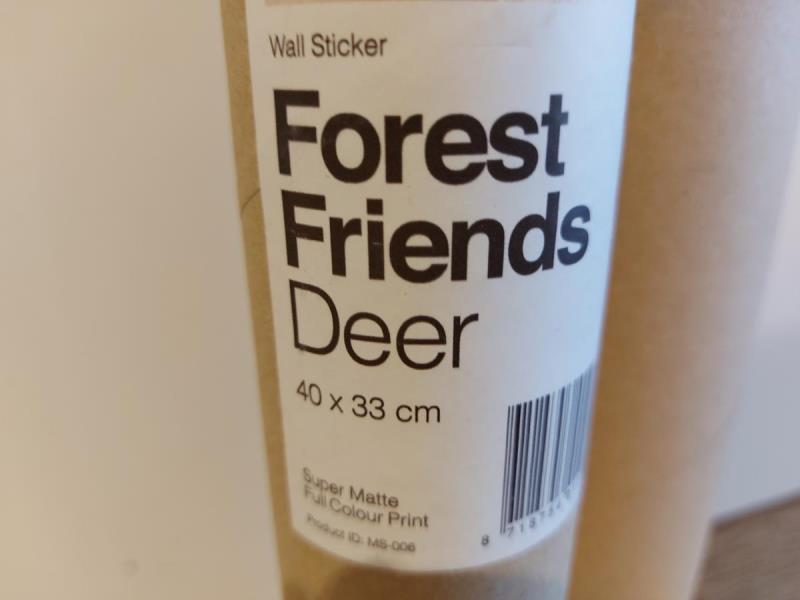 Wall Sticker
Forest
Friends
Deer
40 x 33 cm
Super Matte
Full Colour Print
Product ID: MS-006